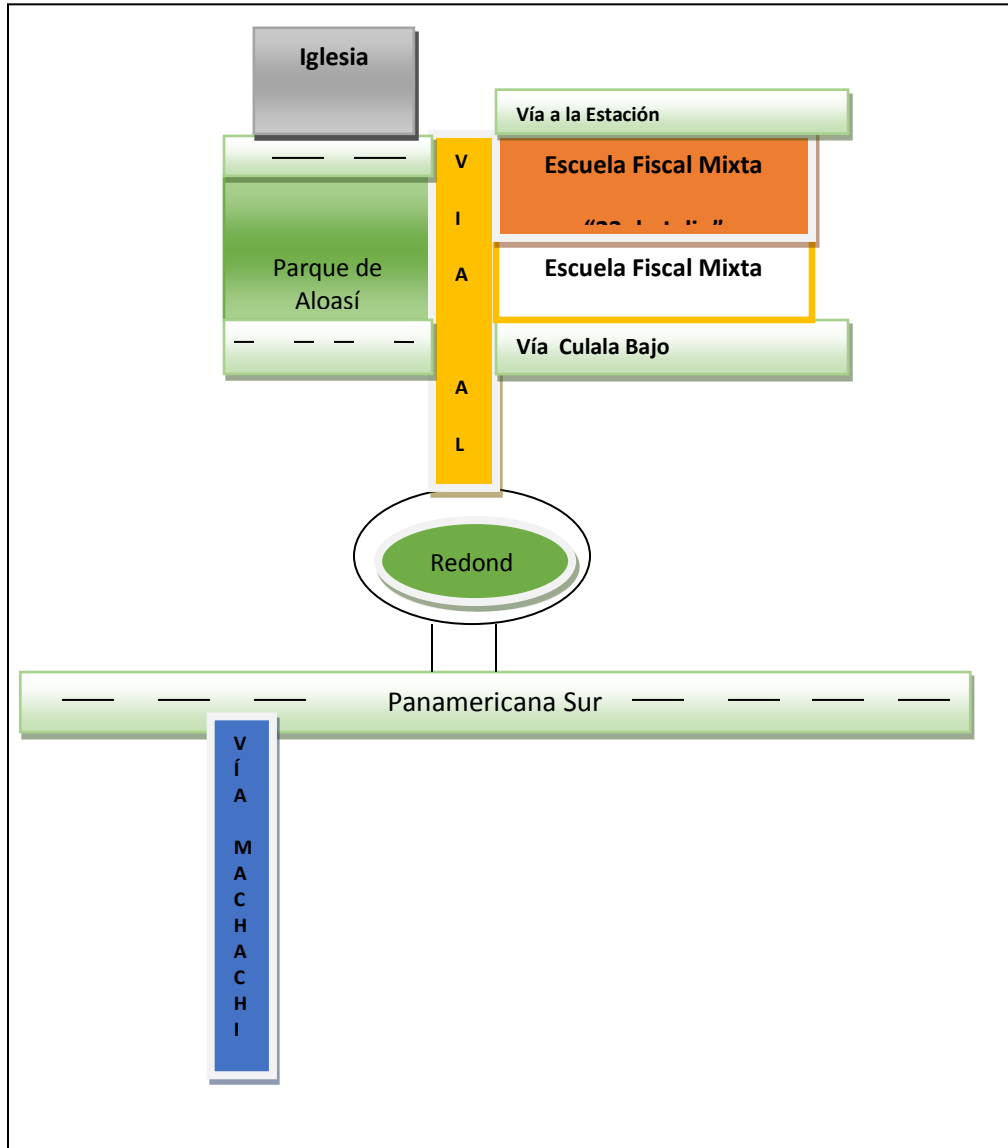 Iglesia
Vía a la Estación
Escuela Fiscal Mixta
Escuela Fiscal Mixta
Parque de
Aloasí
Vía Culala Bajo
V
I
A
A
L
Redond
Panamericana Sur
V
Í
A
M
A
C
H
A
C
H
I